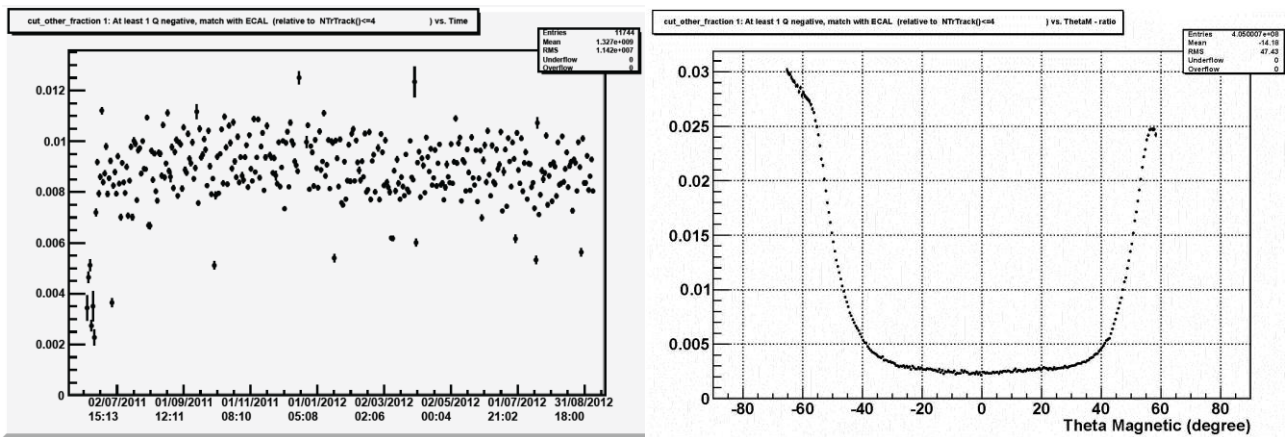 cut_other_fraction 1: At least 1 Q negative, match with ECAL (relative to NTrTrack()<=4 ) vs. Time
Entries 11744
Mean 1.327e+009
RMS 1.142e+007
Underflow 0
Overflow 0
0.012
0.01
0.008
0.006
0.004
0.002
0
02/07/2011 01/09/2011 01/11/2011 01/01/2012 02/03/2012 02/05/2012 01/07/2012 31/08/2012
15:13 12:11 08:10 05:08 02:06 00:04 21:02 18:00
cut_other_fraction 1: At least 1 Q negative, match with ECAL (relative to NTrTrack()<=4 ) vs. ThetaM - ratio
Entries 4.050007e+08
Mean -14.18
RMS 47.43
Underflow 0
Overflow 0
0.03
0.025
0.02
0.015
0.01
0.005
0
-80 -60 -40 -20 0 20 40 60 80
Theta Magnetic (degree)